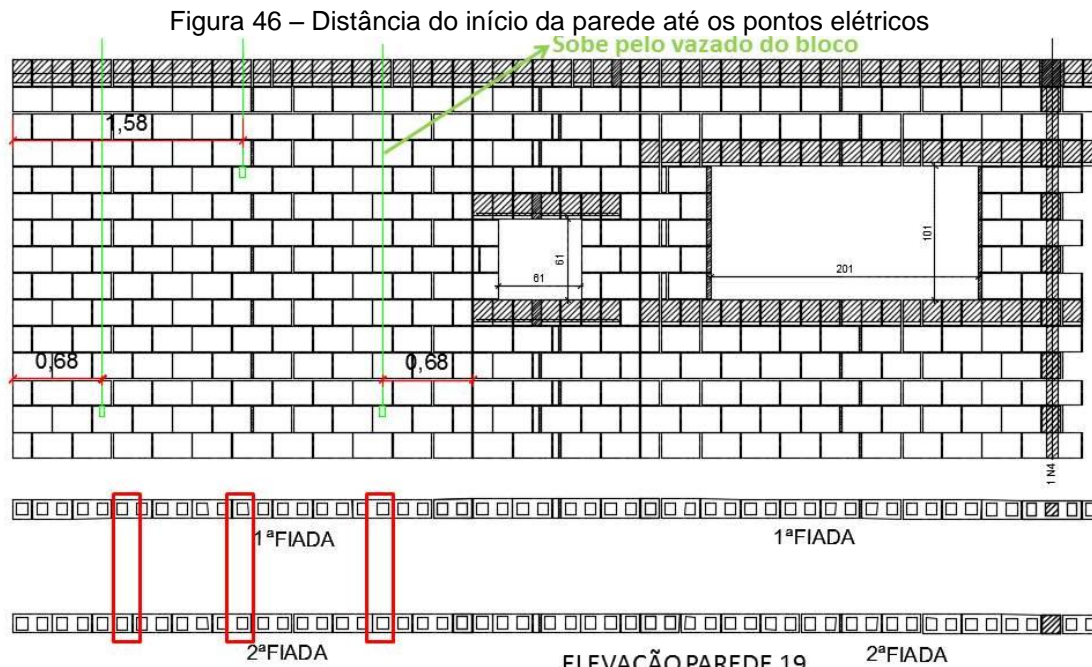 Figura 46 – Distância do início da parede até os pontos elétricos
Sobe pelo vazado do bloco
1,58
101
61
61
201
0,68
0,68
1 N4
1ªFIADA
1ªFIADA
2ªFIADA
ELEVAÇÃO PAREDE 19
2ªFIADA